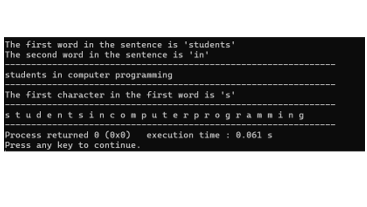 The first word in the sentence is 'students'
The second word in the sentence is 'in'
------------------------------------------------------------------
students in computer programming
------------------------------------------------------------------
The first character in the first word is 's'
------------------------------------------------------------------
s t u d e n t s i n c o m p u t e r p r o g r a m m i n g
------------------------------------------------------------------
Process returned 0 (0x0)   execution time : 0.061 s
Press any key to continue.